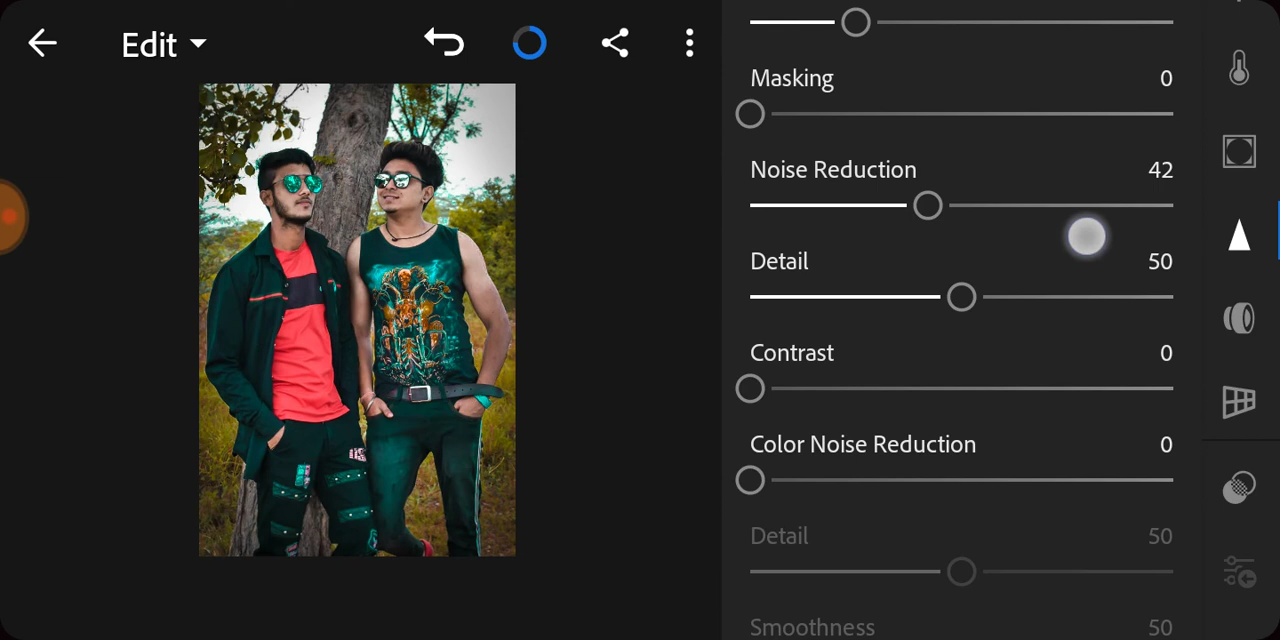 Edit
Masking 0
Noise Reduction 42
Detail 50
Contrast 0
Color Noise Reduction 0
Detail 50
Smoothness 50